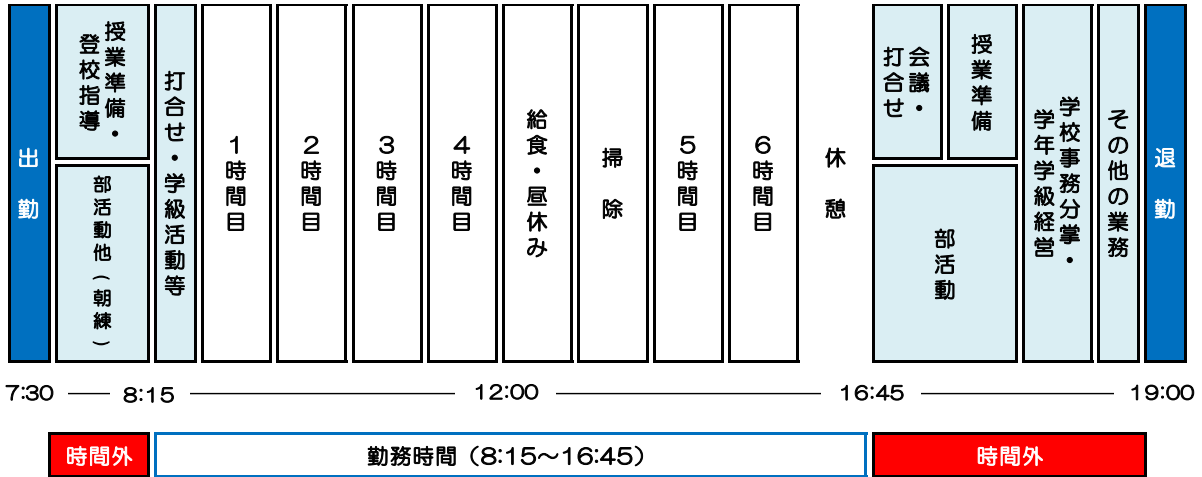 出勤
授業準備・
登校指導
部活動他（朝練）
打合せ・学級活動等
1時間目
2時間目
3時間目
4時間目
給食・昼休み
掃除
5時間目
6時間目
休憩
会議・
打合せ
授業準備
部活動
学校事務分掌・
学年学級経営
その他の業務
退勤
7:30
8:15
12:00
16:45
19:00
時間外
勤務時間（8:15～16:45）
時間外